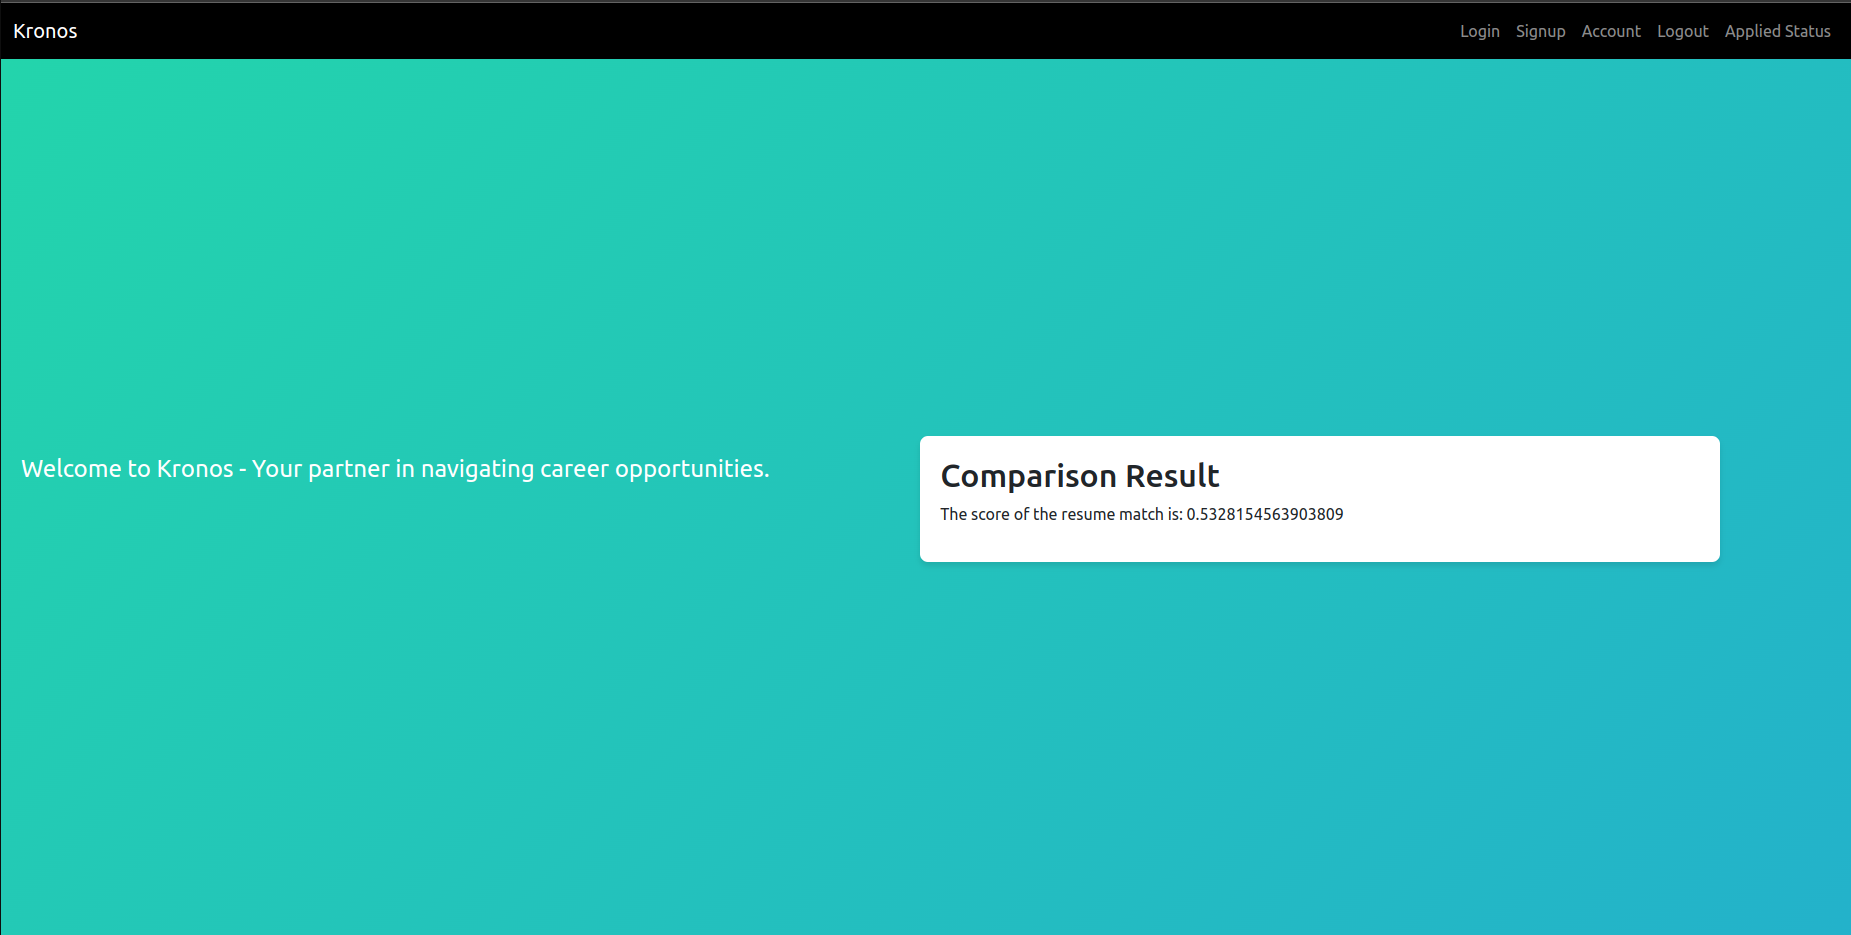 Kronos
Login Signup Account Logout Applied Status
Welcome to Kronos - Your partner in navigating career opportunities.
Comparison Result
The score of the resume match is: 0.5328154563903809